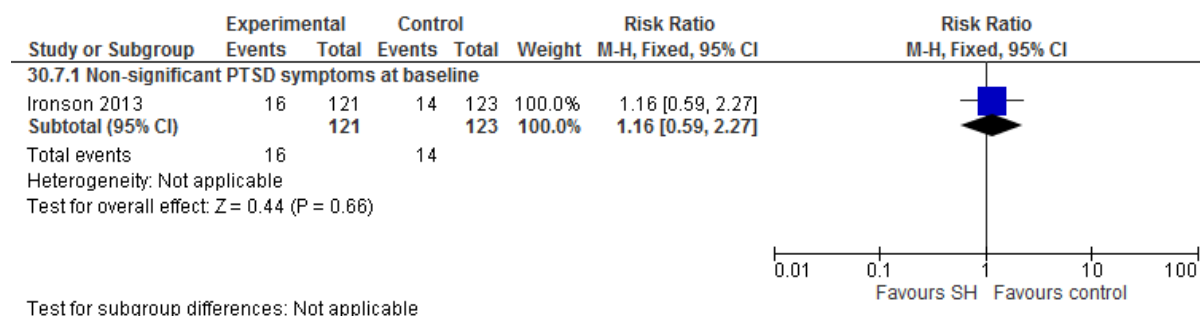 Experimental Control Risk Ratio Risk Ratio
Study or Subgroup Events Total Events Total Weight M-H, Fixed, 95% CI M-H, Fixed, 95% CI
30.7.1 Non-significant PTSD symptoms at baseline
Ironson 2013 16 121 14 123 100.0% 1.16 [0.59, 2.27]
Subtotal (95% CI) 121 123 100.0% 1.16 [0.59, 2.27]
Total events 16 14
Heterogeneity: Not applicable
Test for overall effect: Z = 0.44 (P = 0.66)
0.01 0.1 1 10 100
Favours SH Favours control
Test for subgroup differences: Not applicable